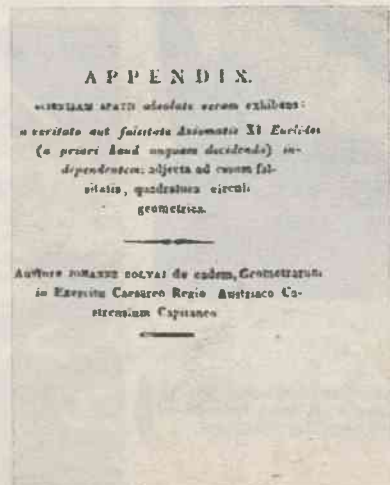 APPENDIX.
SCIENTIAM SPATII absolute veram exhibens:
a veritate aut falsitate Axiomatis XI Euclidei
(a priori haud unquam decidenda) in-
dependentem: adjecta ad casum fal-
sitatis, quadratura circuli
geometrica.
Auctore JOHANNE BOLYAI de eadem, Geometrarum
in Exercitu Caesareo Regio Austriaco Ca-
strensium Capitaneo